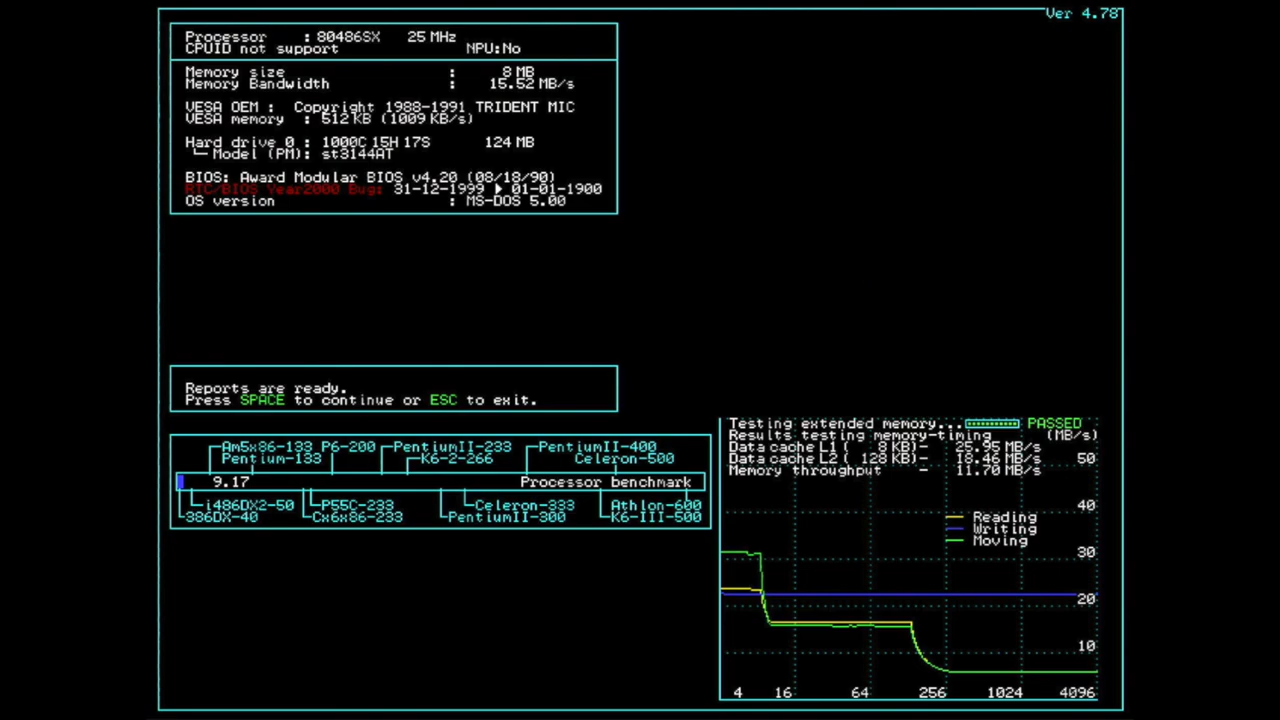 Ver 4.78
Processor : 80486SX 25 MHz
CPUID not support NPU:No
Memory size : 8 MB
Memory Bandwidth : 15.52 MB/s
VESA OEM : Copyright 1988-1991 TRIDENT MIC
VESA memory : 512 KB (1009 KB/s)
Hard drive 0 : 1000C 15H 17S 124 MB
Model (PM): st3144AT
BIOS: Award Modular BIOS v4.20 (08/18/90)
RTC/BIOS Year2000 Bug: 31-12-1999 ► 01-01-1900
OS version : MS-DOS 5.00
Reports are ready.
Press SPACE to continue or ESC to exit.
Am5x86-133 P6-200 PentiumII-233 PentiumII-400
Pentium-133 K6-2-266 Celeron-500
9.17 Processor benchmark
i486DX2-50 P55C-233 Celeron-333 Athlon-600
386DX-40 Cx6x86-233 PentiumII-300 K6-III-500
Testing extended memory... PASSED
Results testing memory-timing (MB/s)
Data cache L1 ( 8 KB)- 25.95 MB/s
Data cache L2 ( 128 KB)- 18.46 MB/s
Memory throughput - 11.70 MB/s
50
40
Reading
Writing
Moving
30
20
10
4 16 64 256 1024 4096